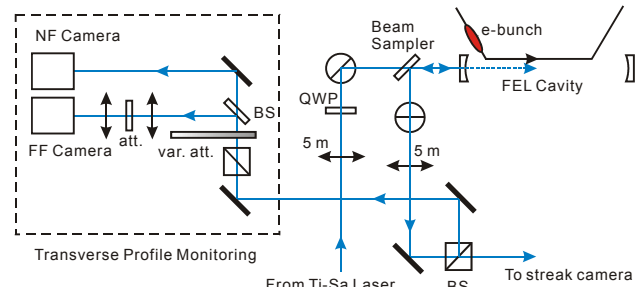 NF Camera
FF Camera
att.
var. att.
BS
Transverse Profile Monitoring
QWP
5 m
From Ti-Sa Laser
Beam
Sampler
5 m
e-bunch
FEL Cavity
BS
To streak camera